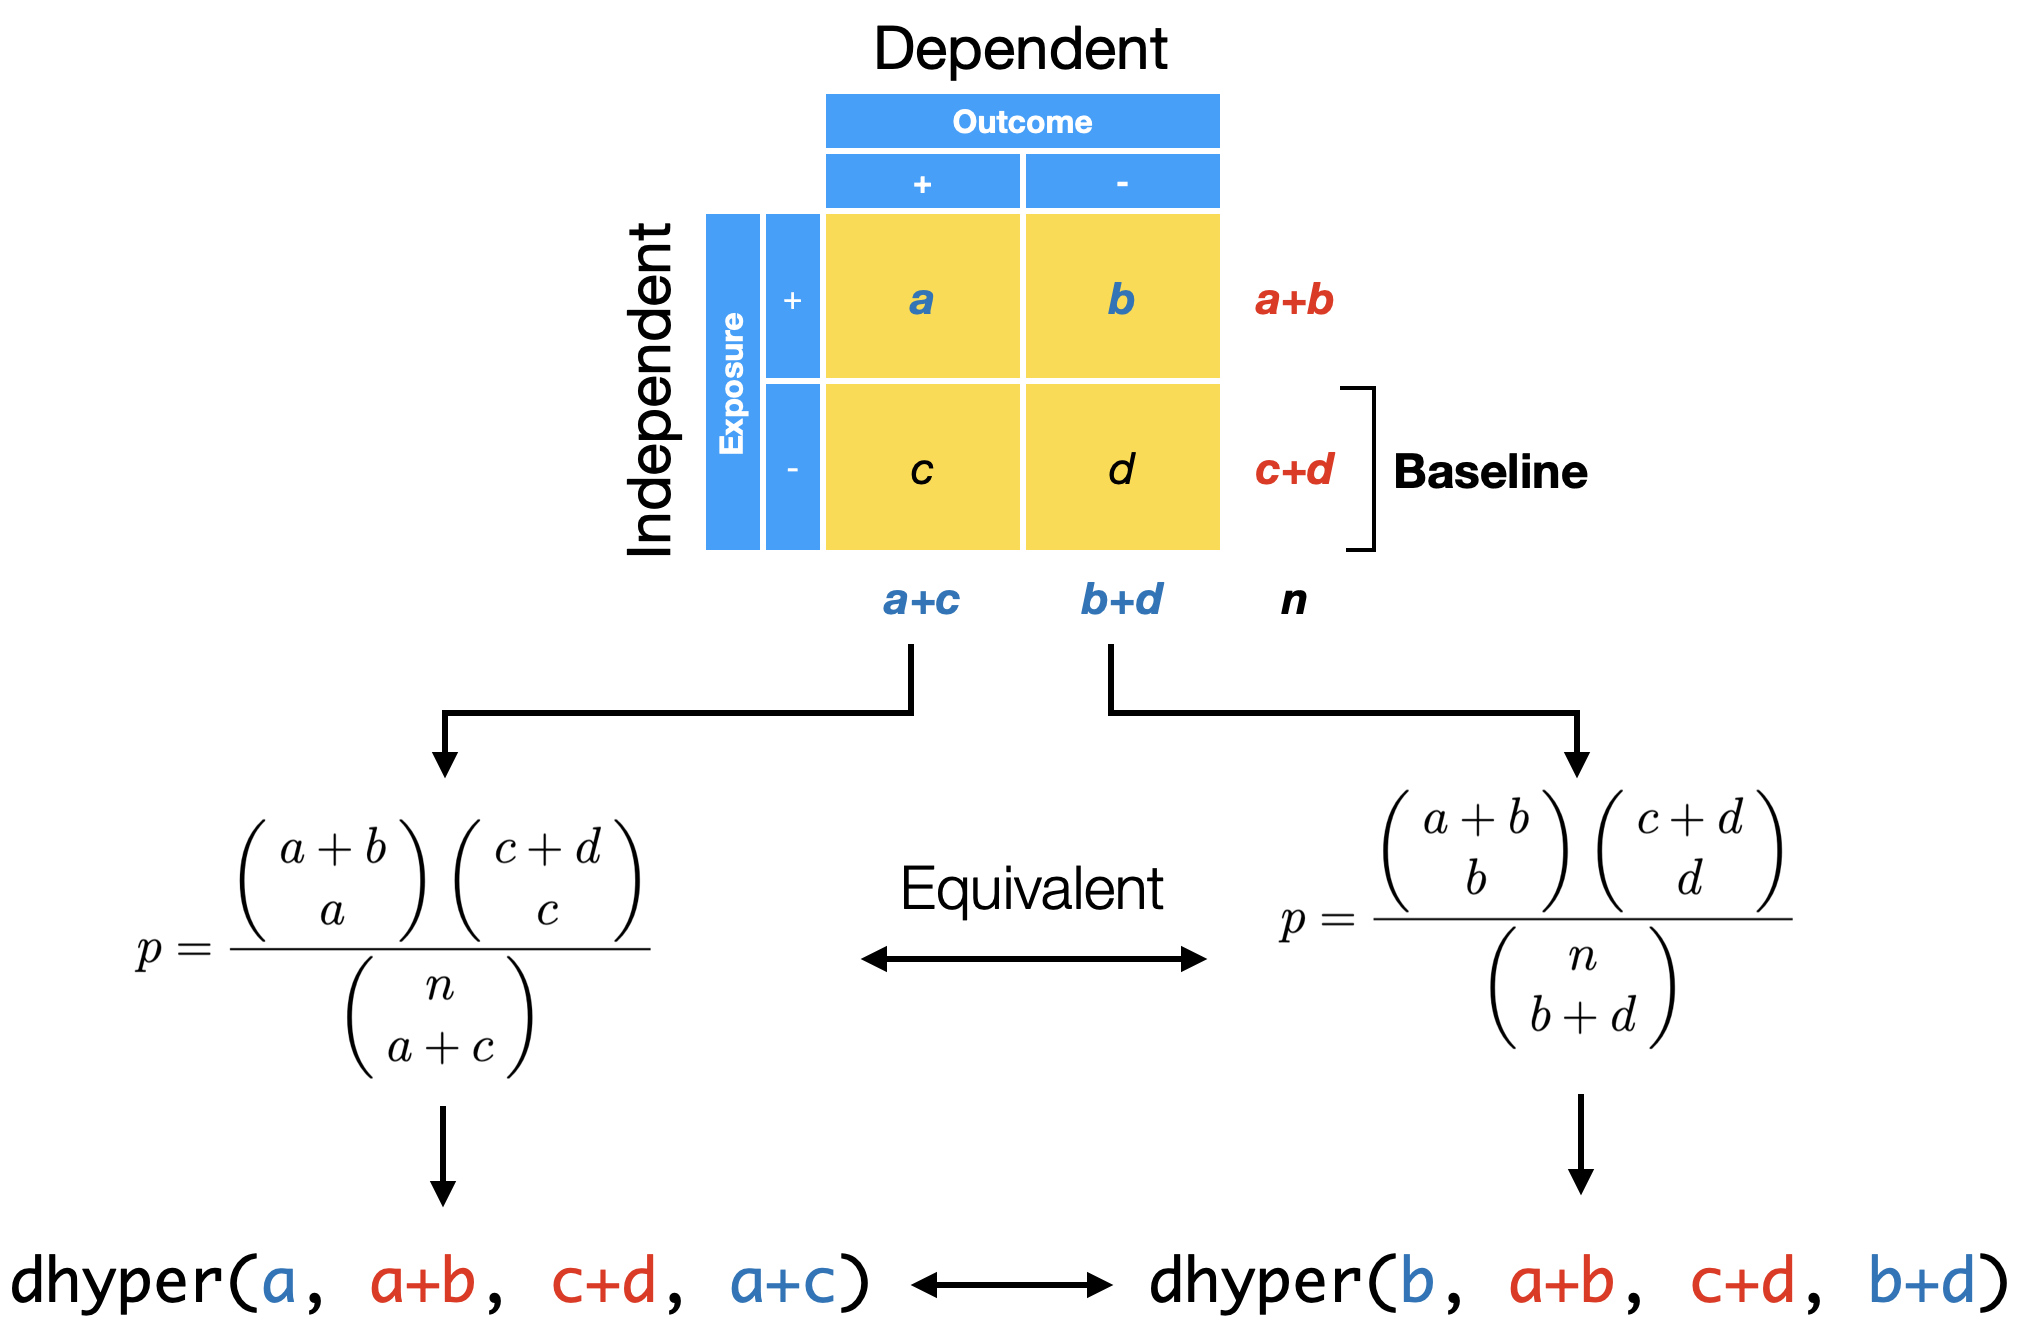 Dependent
Outcome
+ -
Independent
Exposure
+ a b a+b
- c d c+d Baseline
a+c b+d n
p = \frac{\binom{a+b}{a}\binom{c+d}{c}}{\binom{n}{a+c}}
Equivalent
p = \frac{\binom{a+b}{b}\binom{c+d}{d}}{\binom{n}{b+d}}
dhyper(a, a+b, c+d, a+c)
dhyper(b, a+b, c+d, b+d)